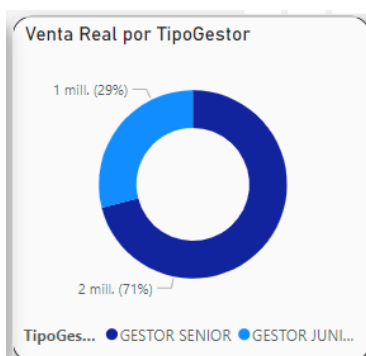 Venta Real por TipoGestor
1 mill. (29%)
2 mill. (71%)
TipoGes... GESTOR SENIOR GESTOR JUNI...